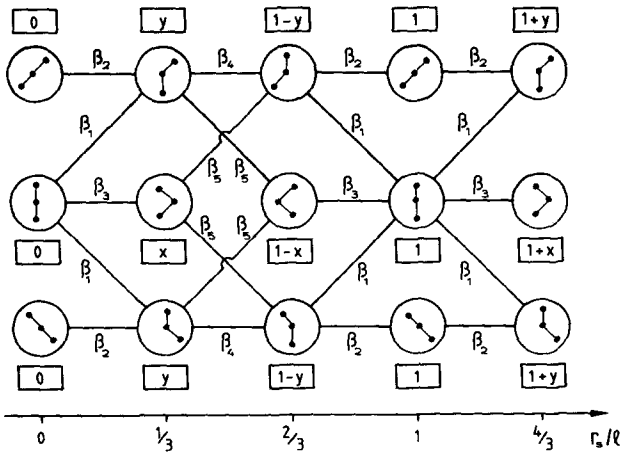 0 y 1-y 1 1+y
β₂ β₄ β₂ β₂
β₁ β₁ β₁
β₅ β₅
β₃ β₃ β₃
β₅ β₅
0 x 1-x 1 1+x
β₁ β₁ β₁
β₂ β₄ β₂ β₂
0 y 1-y 1 1+y
0 1/3 2/3 1 4/3 rₛ/ℓ